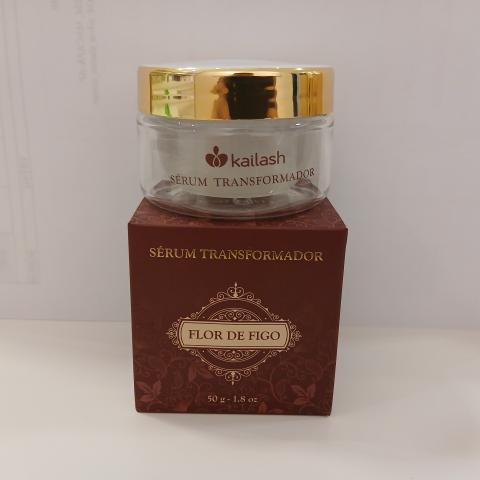 kailash
SÉRUM TRANSFORMADOR
SÉRUM TRANSFORMADOR
FLOR DE FIGO
50 g - 1.8 oz